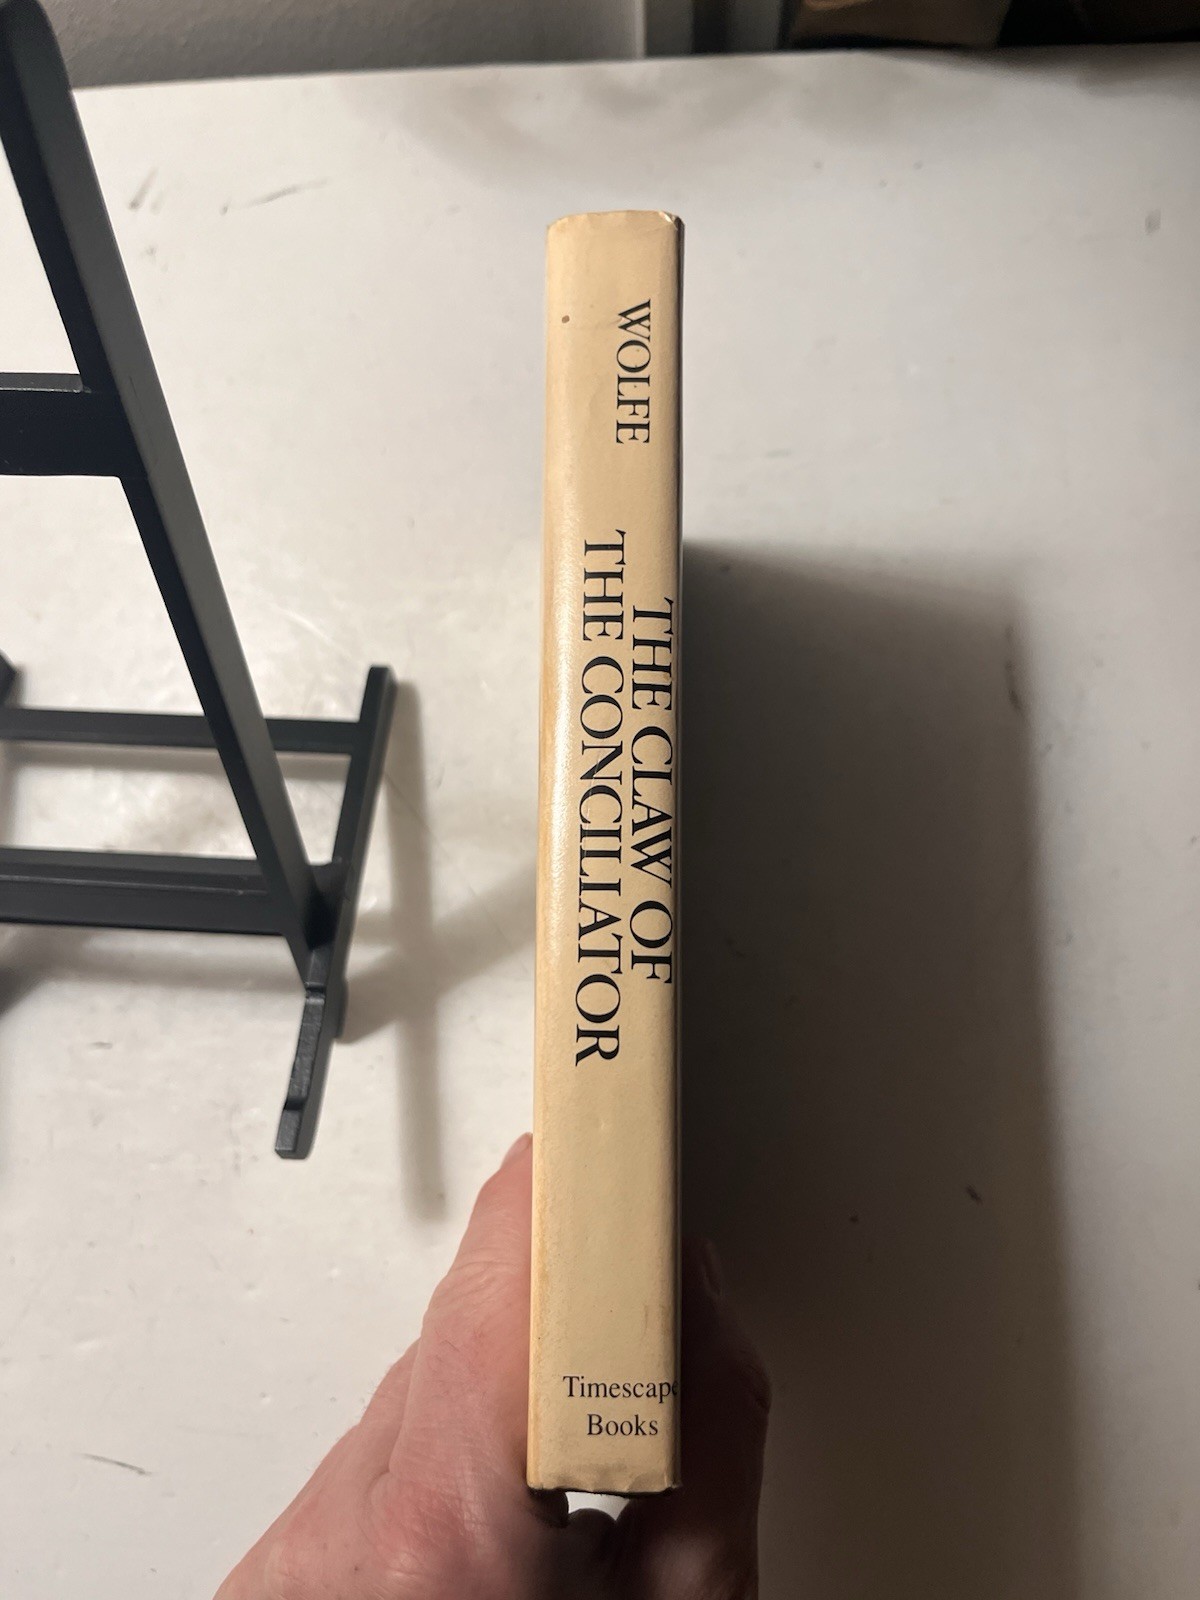 WOLFE
THE CLAW OF
THE CONCILIATOR
Timescape
Books